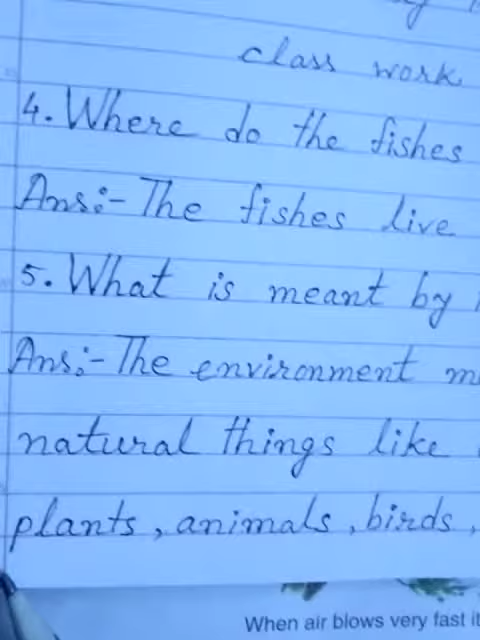 class work
4. Where do the fishes
Ans:- The fishes live
5. What is meant by
Ans:- The environment
natural things like
plants, animals, birds,
When air blows very fast it